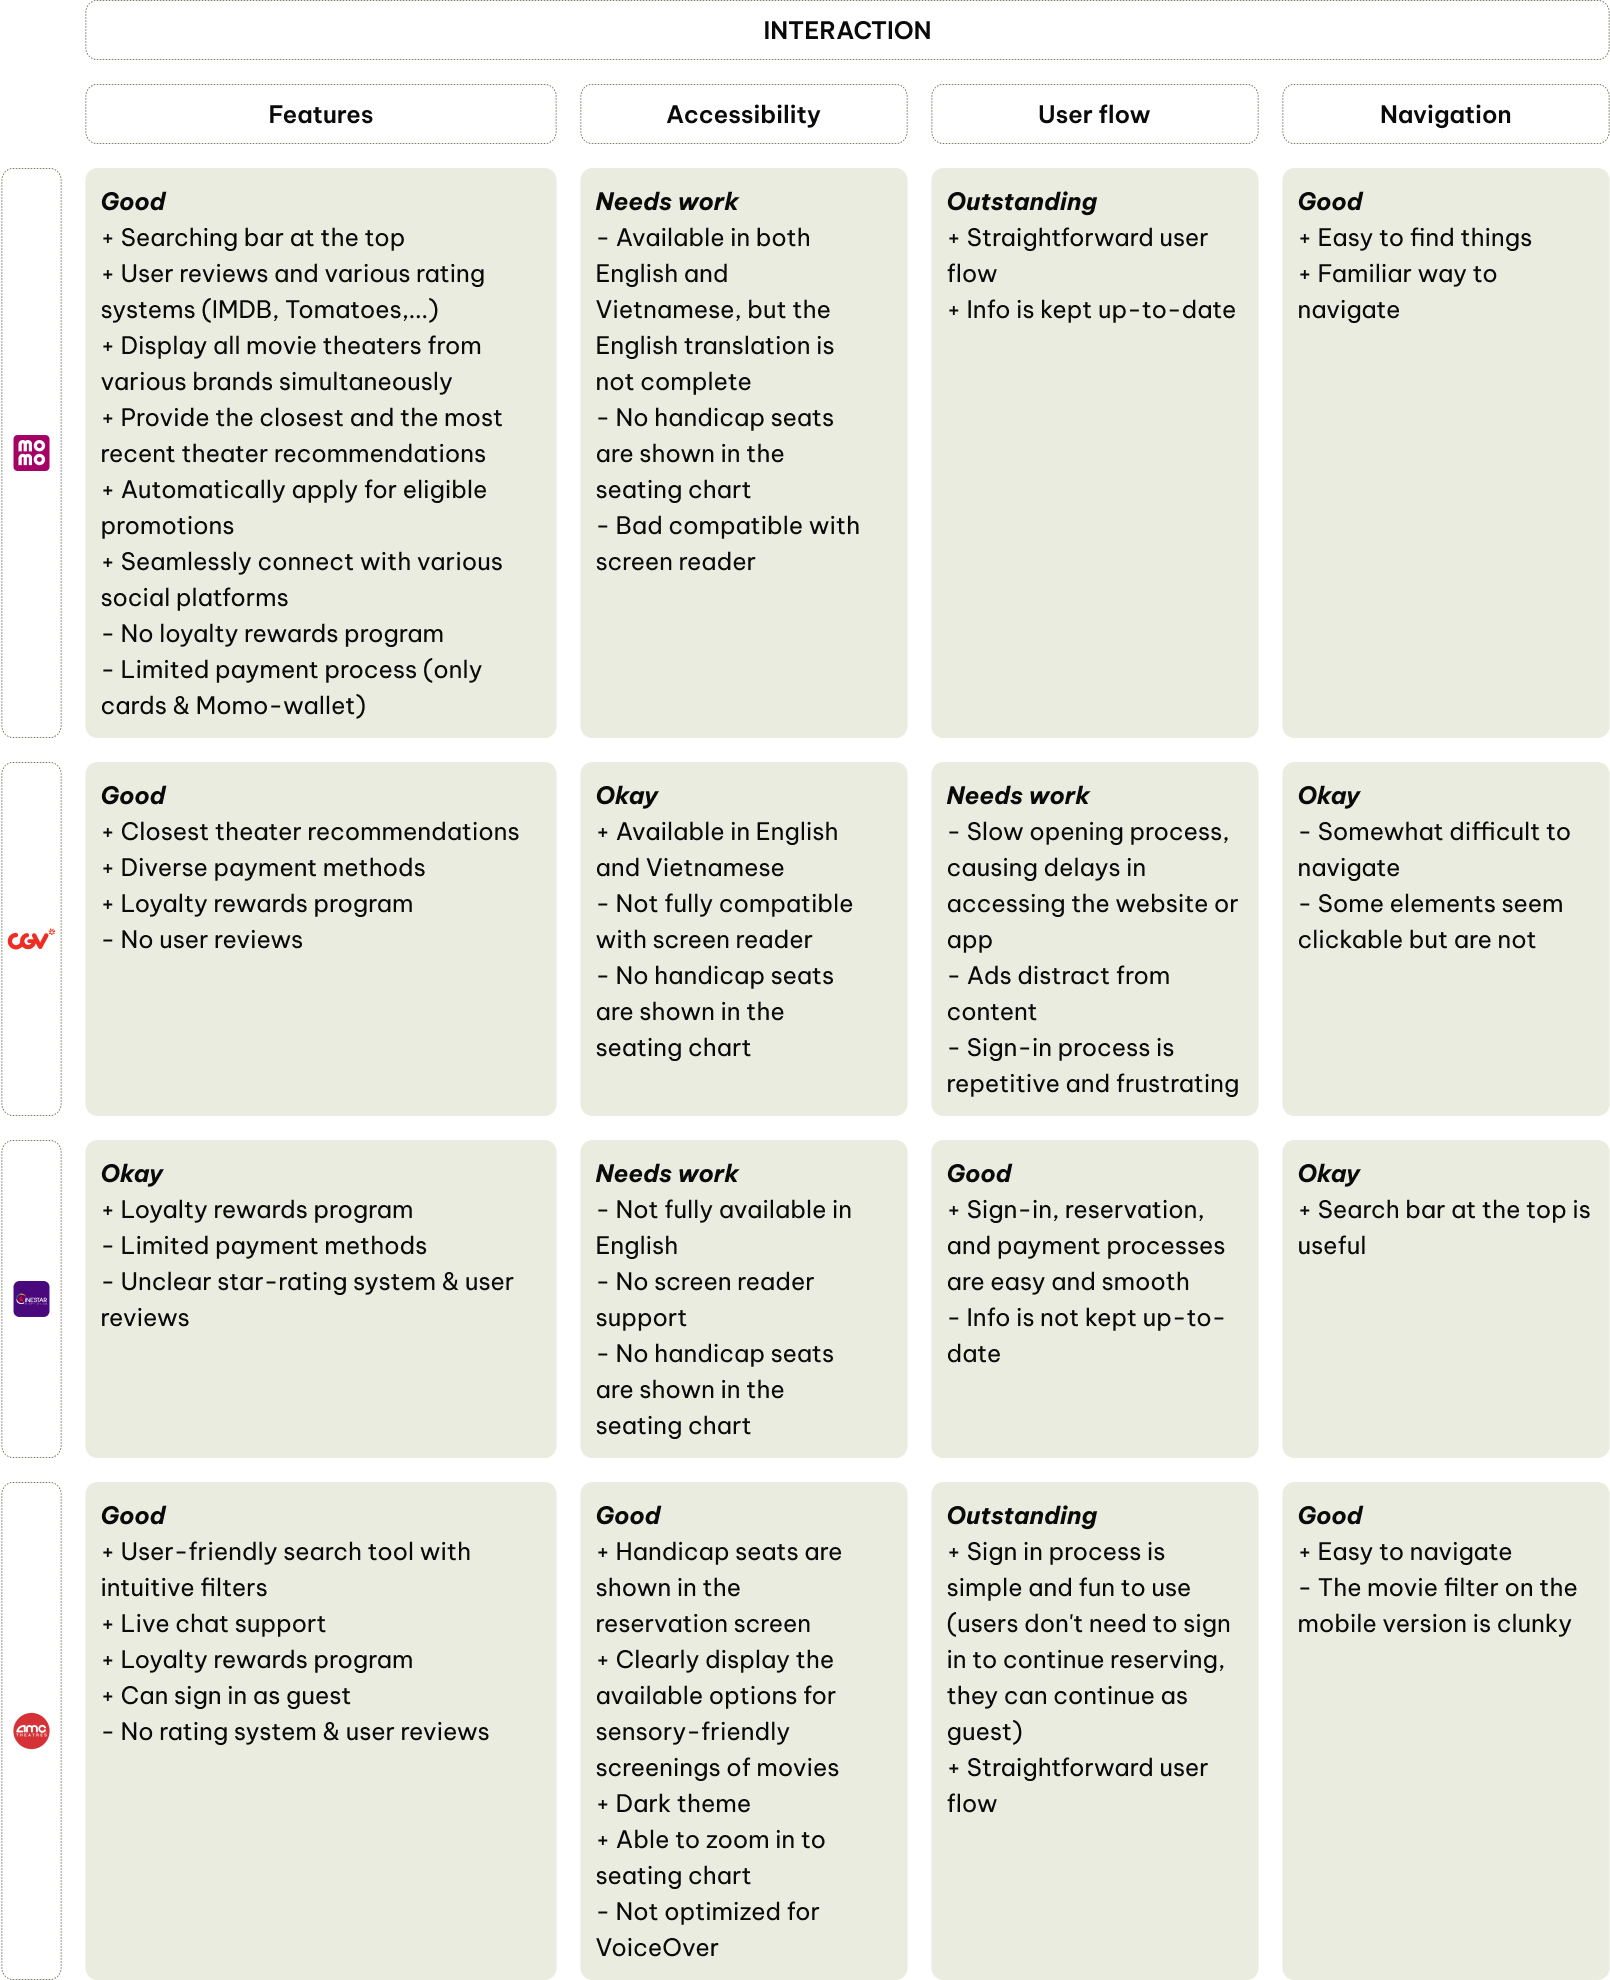 INTERACTION
Features
Accessibility
User flow
Navigation
mo
mo
Good
+ Searching bar at the top
+ User reviews and various rating
systems (IMDB, Tomatoes,...)
+ Display all movie theaters from
various brands simultaneously
+ Provide the closest and the most
recent theater recommendations
+ Automatically apply for eligible
promotions
+ Seamlessly connect with various
social platforms
- No loyalty rewards program
- Limited payment process (only
cards & Momo-wallet)
Needs work
- Available in both
English and
Vietnamese, but the
English translation is
not complete
- No handicap seats
are shown in the
seating chart
- Bad compatible with
screen reader
Outstanding
+ Straightforward user
flow
+ Info is kept up-to-date
Good
+ Easy to find things
+ Familiar way to
navigate
CGV
Good
+ Closest theater recommendations
+ Diverse payment methods
+ Loyalty rewards program
- No user reviews
Okay
+ Available in English
and Vietnamese
- Not fully compatible
with screen reader
- No handicap seats
are shown in the
seating chart
Needs work
- Slow opening process,
causing delays in
accessing the website or
app
- Ads distract from
content
- Sign-in process is
repetitive and frustrating
Okay
- Somewhat difficult to
navigate
- Some elements seem
clickable but are not
CINESTAR
Okay
+ Loyalty rewards program
- Limited payment methods
- Unclear star-rating system & user
reviews
Needs work
- Not fully available in
English
- No screen reader
support
- No handicap seats
are shown in the
seating chart
Good
+ Sign-in, reservation,
and payment processes
are easy and smooth
- Info is not kept up-to-
date
Okay
+ Search bar at the top is
useful
amc
THEATRES
Good
+ User-friendly search tool with
intuitive filters
+ Live chat support
+ Loyalty rewards program
+ Can sign in as guest
- No rating system & user reviews
Good
+ Handicap seats are
shown in the
reservation screen
+ Clearly display the
available options for
sensory-friendly
screenings of movies
+ Dark theme
+ Able to zoom in to
seating chart
- Not optimized for
VoiceOver
Outstanding
+ Sign in process is
simple and fun to use
(users don't need to sign
in to continue reserving,
they can continue as
guest)
+ Straightforward user
flow
Good
+ Easy to navigate
- The movie filter on the
mobile version is clunky